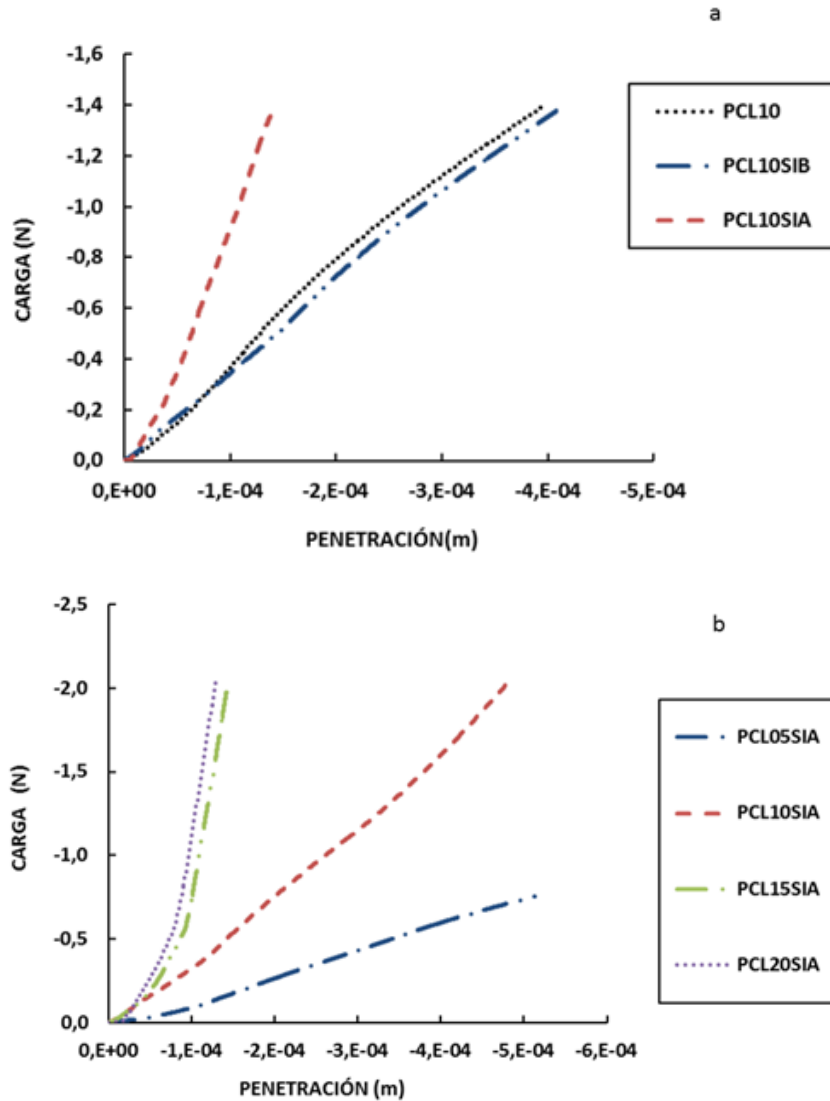 a
-1,6
-1,4
-1,2
-1,0
-0,8
-0,6
-0,4
-0,2
0,0
CARGA (N)
0,E+00 -1,E-04 -2,E-04 -3,E-04 -4,E-04 -5,E-04
PENETRACIÓN(m)
PCL10
PCL10SIB
PCL10SIA
b
-2,5
-2,0
-1,5
-1,0
-0,5
0,0
CARGA (N)
0,E+00 -1,E-04 -2,E-04 -3,E-04 -4,E-04 -5,E-04 -6,E-04
PENETRACIÓN (m)
PCL05SIA
PCL10SIA
PCL15SIA
PCL20SIA